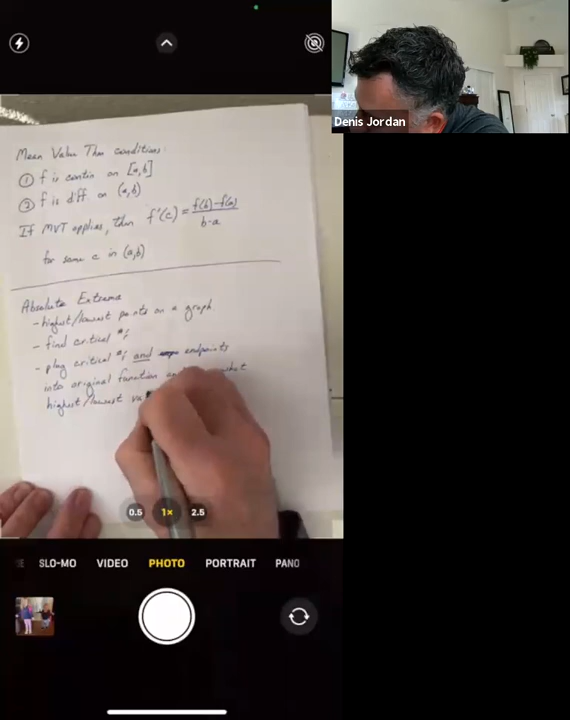 Denis Jordan
Mean Value Thm conditions:
① f is contin on [a,b]
② f is diff on (a,b)
If MVT applies, then f'(c) = f(b)-f(a) / b-a
for some c in (a,b)
Absolute Extrema
- highest/lowest points on a graph
- find critical #'s
- plug critical #'s and endpoints
into original function and what
highest/lowest
0.5 1× 2.5
SLO-MO VIDEO PHOTO PORTRAIT PANO